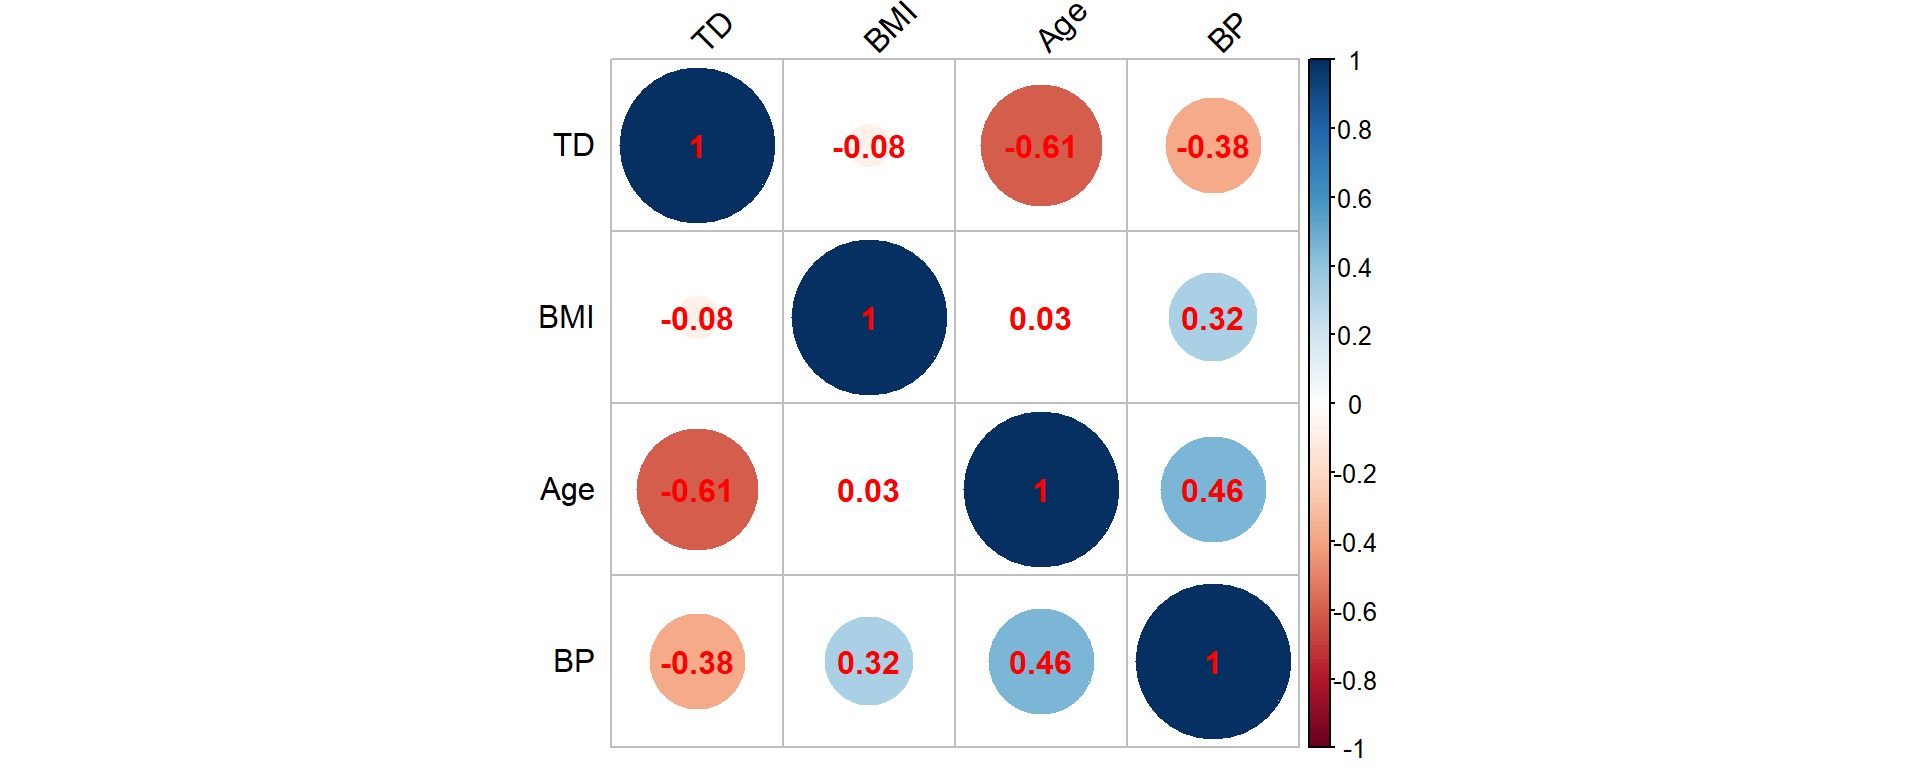 TD BMI Age BP
TD 1 -0.08 -0.61 -0.38
BMI -0.08 1 0.03 0.32
Age -0.61 0.03 1 0.46
BP -0.38 0.32 0.46 1
1
0.8
0.6
0.4
0.2
0
-0.2
-0.4
-0.6
-0.8
-1